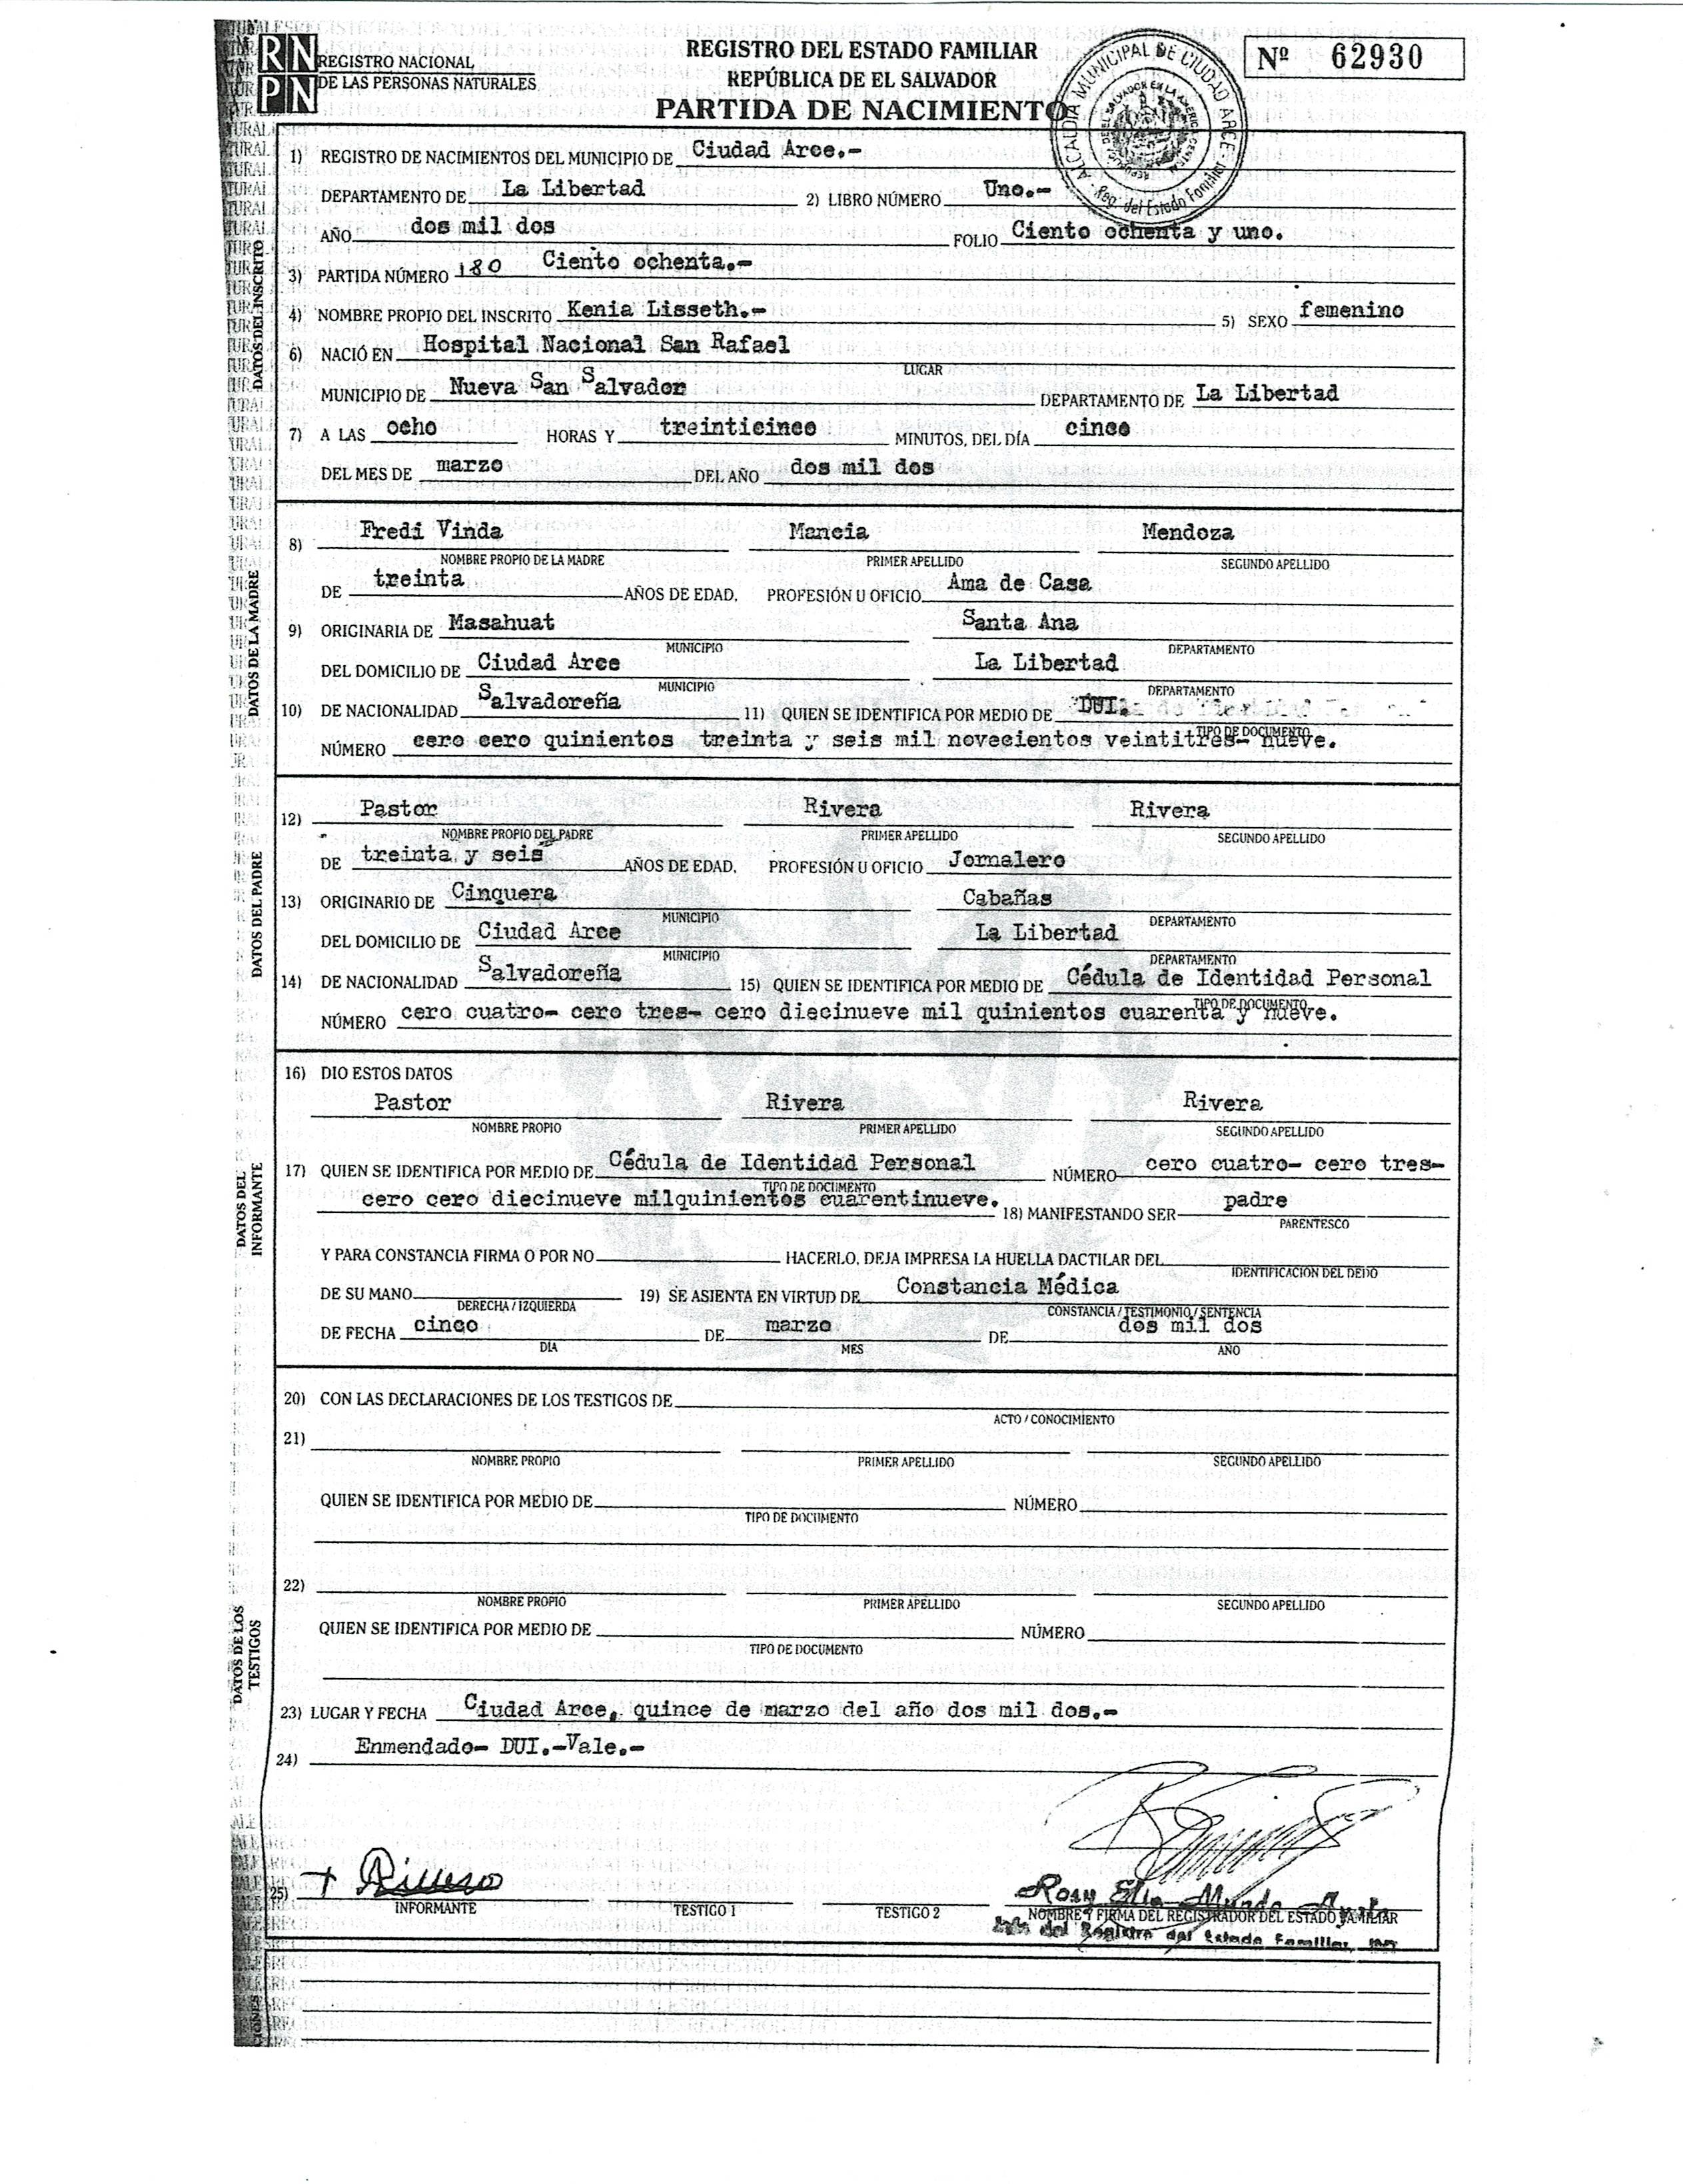 RN REGISTRO NACIONAL
PN DE LAS PERSONAS NATURALES
REGISTRO DEL ESTADO FAMILIAR
REPÚBLICA DE EL SALVADOR
PARTIDA DE NACIMIENTO
ALCALDIA MUNICIPAL DE CIUDAD ARCE
Reg. del Estado Familiar
Nº 62930
DATOS DEL INSCRITO
1) REGISTRO DE NACIMIENTOS DEL MUNICIPIO DE Ciudad Arce.-
DEPARTAMENTO DE La Libertad 2) LIBRO NÚMERO Uno.-
AÑO dos mil dos FOLIO Ciento ochenta y uno.
3) PARTIDA NÚMERO 180 Ciento ochenta.-
4) NOMBRE PROPIO DEL INSCRITO Kenia Lisseth.- 5) SEXO femenino
6) NACIÓ EN Hospital Nacional San Rafael
LUGAR
MUNICIPIO DE Nueva San Salvador DEPARTAMENTO DE La Libertad
7) A LAS ocho HORAS Y treinticinco MINUTOS, DEL DÍA cinco
DEL MES DE marzo DEL AÑO dos mil dos
DATOS DE LA MADRE
8) Fredi Vinda Mancia Mendoza
NOMBRE PROPIO DE LA MADRE PRIMER APELLIDO SEGUNDO APELLIDO
DE treinta AÑOS DE EDAD, PROFESIÓN U OFICIO Ama de Casa
9) ORIGINARIA DE Masahuat Santa Ana
MUNICIPIO DEPARTAMENTO
DEL DOMICILIO DE Ciudad Arce La Libertad
MUNICIPIO DEPARTAMENTO
10) DE NACIONALIDAD Salvadoreña 11) QUIEN SE IDENTIFICA POR MEDIO DE DUI.
TIPO DE DOCUMENTO
NÚMERO cero cero quinientos treinta y seis mil novecientos veintitres- nueve.
DATOS DEL PADRE
12) Pastor Rivera Rivera
NOMBRE PROPIO DEL PADRE PRIMER APELLIDO SEGUNDO APELLIDO
DE treinta y seis AÑOS DE EDAD, PROFESIÓN U OFICIO Jornalero
13) ORIGINARIO DE Cinquera Cabañas
MUNICIPIO DEPARTAMENTO
DEL DOMICILIO DE Ciudad Arce La Libertad
MUNICIPIO DEPARTAMENTO
14) DE NACIONALIDAD Salvadoreña 15) QUIEN SE IDENTIFICA POR MEDIO DE Cédula de Identidad Personal
TIPO DE DOCUMENTO
NÚMERO cero cuatro- cero tres- cero diecinueve mil quinientos cuarenta y nueve.
DATOS DEL INFORMANTE
16) DIO ESTOS DATOS
Pastor Rivera Rivera
NOMBRE PROPIO PRIMER APELLIDO SEGUNDO APELLIDO
17) QUIEN SE IDENTIFICA POR MEDIO DE Cédula de Identidad Personal NÚMERO cero cuatro- cero tres-
TIPO DE DOCUMENTO
cero cero diecinueve milquinientos cuarentinueve. 18) MANIFESTANDO SER padre
PARENTESCO
Y PARA CONSTANCIA FIRMA O POR NO HACERLO, DEJA IMPRESA LA HUELLA DACTILAR DEL
IDENTIFICACION DEL DEDO
DE SU MANO 19) SE ASIENTA EN VIRTUD DE Constancia Médica
DERECHA / IZQUIERDA CONSTANCIA / TESTIMONIO / SENTENCIA
DE FECHA cinco DE marzo DE dos mil dos
DIA MES AÑO
DATOS DE LOS TESTIGOS
20) CON LAS DECLARACIONES DE LOS TESTIGOS DE
ACTO / CONOCIMIENTO
21)
NOMBRE PROPIO PRIMER APELLIDO SEGUNDO APELLIDO
QUIEN SE IDENTIFICA POR MEDIO DE NÚMERO
TIPO DE DOCUMENTO
22)
NOMBRE PROPIO PRIMER APELLIDO SEGUNDO APELLIDO
QUIEN SE IDENTIFICA POR MEDIO DE NÚMERO
TIPO DE DOCUMENTO
23) LUGAR Y FECHA Ciudad Arce, quince de marzo del año dos mil dos.-
24) Enmendado- DUI.-Vale.-
25)
INFORMANTE TESTIGO 1 TESTIGO 2
NOMBRE Y FIRMA DEL REGISTRADOR DEL ESTADO FAMILIAR
del Registro del Estado Familiar